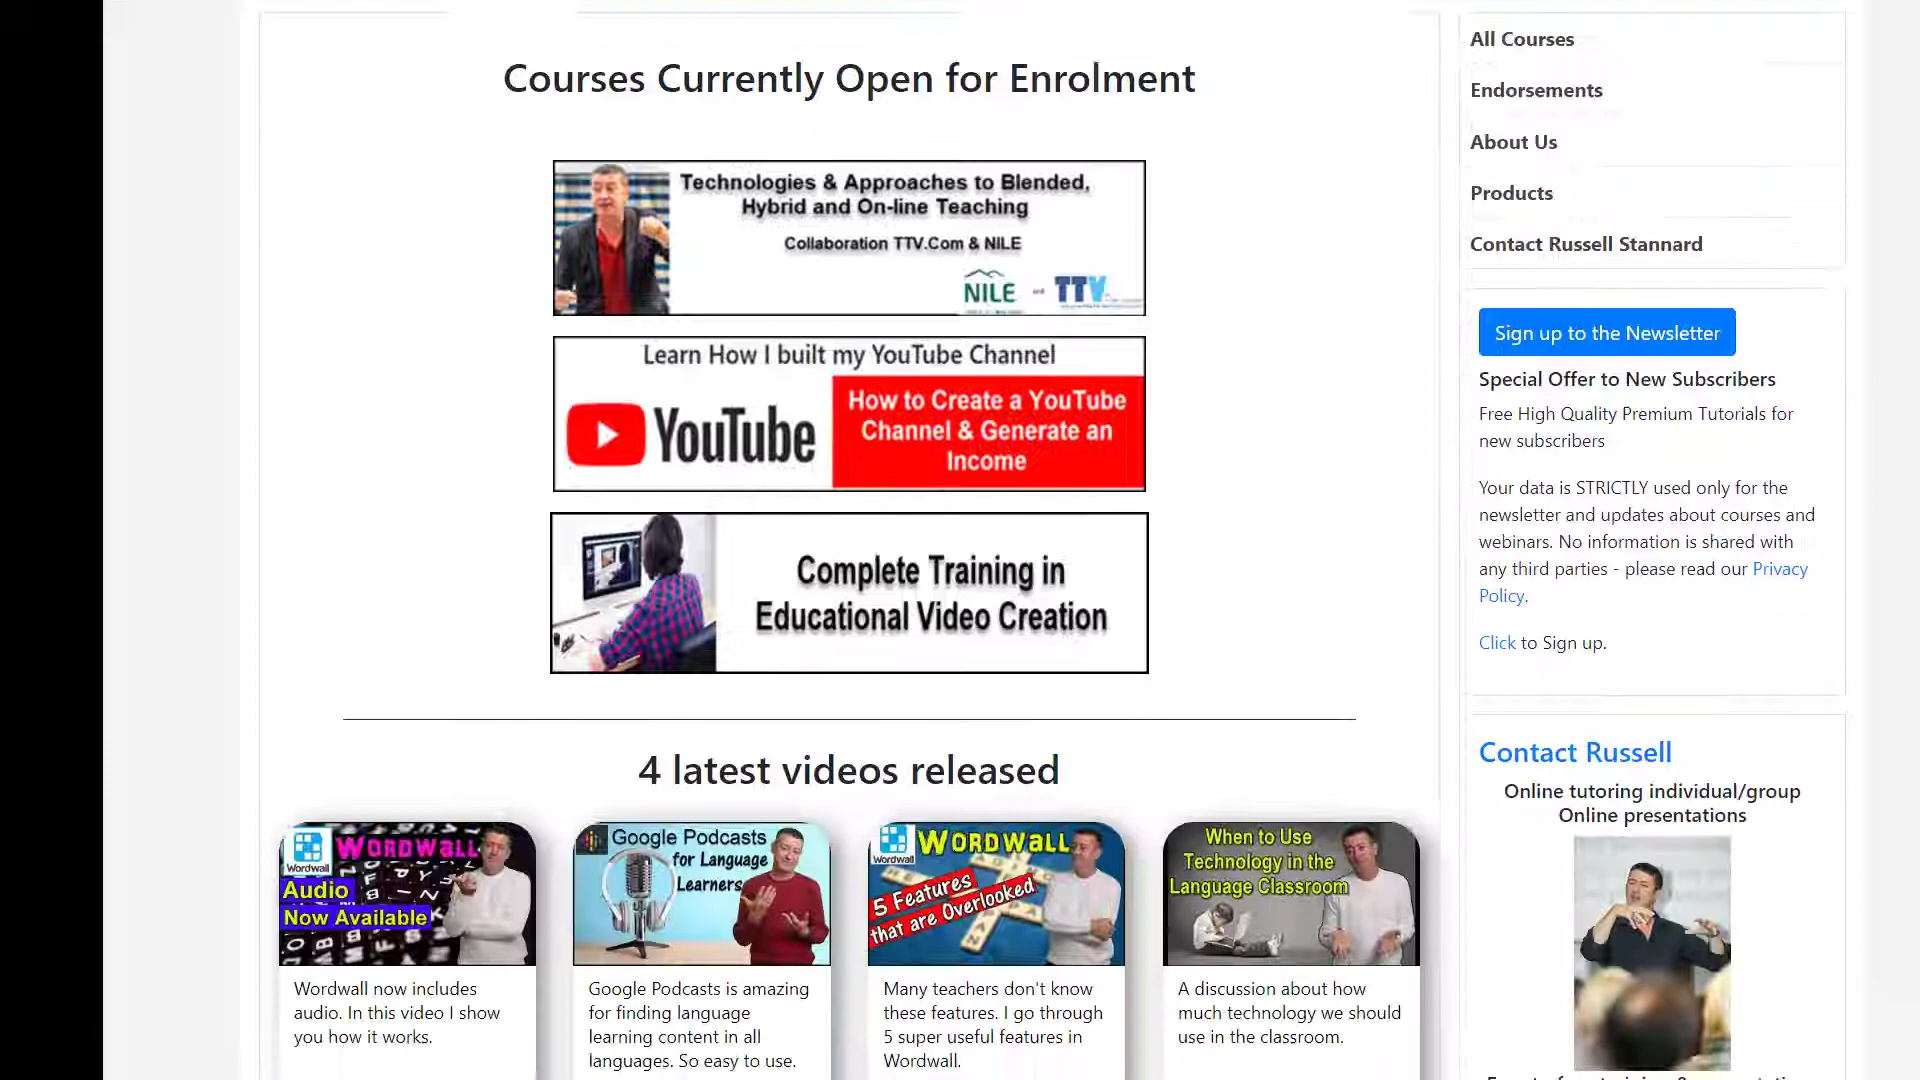 Courses Currently Open for Enrolment
Technologies & Approaches to Blended,
Hybrid and On-line Teaching
Collaboration TTV.Com & NILE
NILE and TTV
Learn How I built my YouTube Channel
YouTube
How to Create a YouTube
Channel & Generate an
Income
Complete Training in
Educational Video Creation
4 latest videos released
Wordwall
WORDWALL
Audio
Now Available
Wordwall now includes
audio. In this video I show
you how it works.
Google Podcasts
for Language
Learners
Google Podcasts is amazing
for finding language
learning content in all
languages. So easy to use.
Wordwall
WORDWALL
5 Features
that are Overlooked
Many teachers don't know
these features. I go through
5 super useful features in
Wordwall.
When to Use
Technology in the
Language Classroom
A discussion about how
much technology we should
use in the classroom.
All Courses
Endorsements
About Us
Products
Contact Russell Stannard
Sign up to the Newsletter
Special Offer to New Subscribers
Free High Quality Premium Tutorials for
new subscribers
Your data is STRICTLY used only for the
newsletter and updates about courses and
webinars. No information is shared with
any third parties - please read our Privacy
Policy.
Click to Sign up.
Contact Russell
Online tutoring individual/group
Online presentations